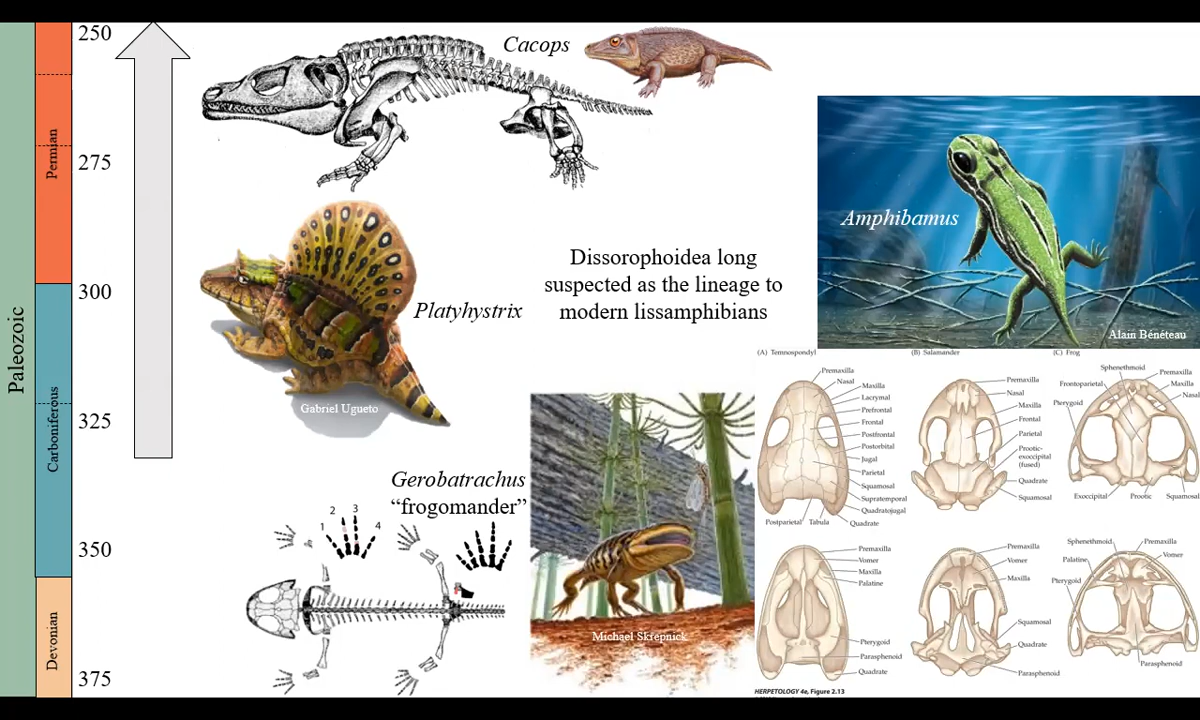 Paleozoic
Permian
Carboniferous
Devonian
250
275
300
325
350
375
Cacops
Platyhystrix
Gabriel Ugueto
Dissorophoidea long
suspected as the lineage to
modern lissamphibians
Amphibamus
Alain Bénéteau
Gerobatrachus
“frogomander”
1
2
3
4
Michael Skrepnick
(A) Temnospondyl
Premaxilla
Nasal
Maxilla
Lacrymal
Prefrontal
Frontal
Postfrontal
Postorbital
Jugal
Parietal
Squamosal
Supratemporal
Quadratojugal
Postparietal
Tabula
Quadrate
(B) Salamander
Premaxilla
Nasal
Maxilla
Frontal
Parietal
Prootic-
exoccipital
(fused)
Quadrate
Squamosal
(C) Frog
Sphenethmoid
Premaxilla
Frontoparietal
Maxilla
Nasal
Pterygoid
Exoccipital
Prootic
Squamosal
Premaxilla
Vomer
Maxilla
Palatine
Pterygoid
Parasphenoid
Quadrate
Premaxilla
Vomer
Maxilla
Squamosal
Quadrate
Parasphenoid
Sphenethmoid
Premaxilla
Palatine
Vomer
Pterygoid
Parasphenoid
HERPETOLOGY 4e, Figure 2.13